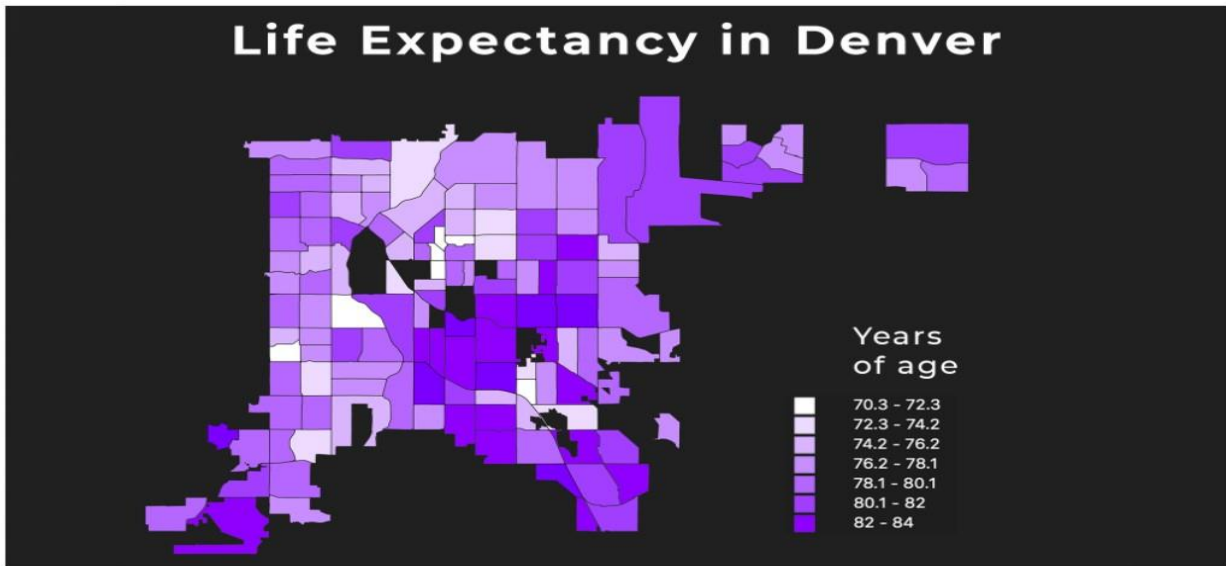 Life Expectancy in Denver
Years
of age
70.3 - 72.3
72.3 - 74.2
74.2 - 76.2
76.2 - 78.1
78.1 - 80.1
80.1 - 82
82 - 84